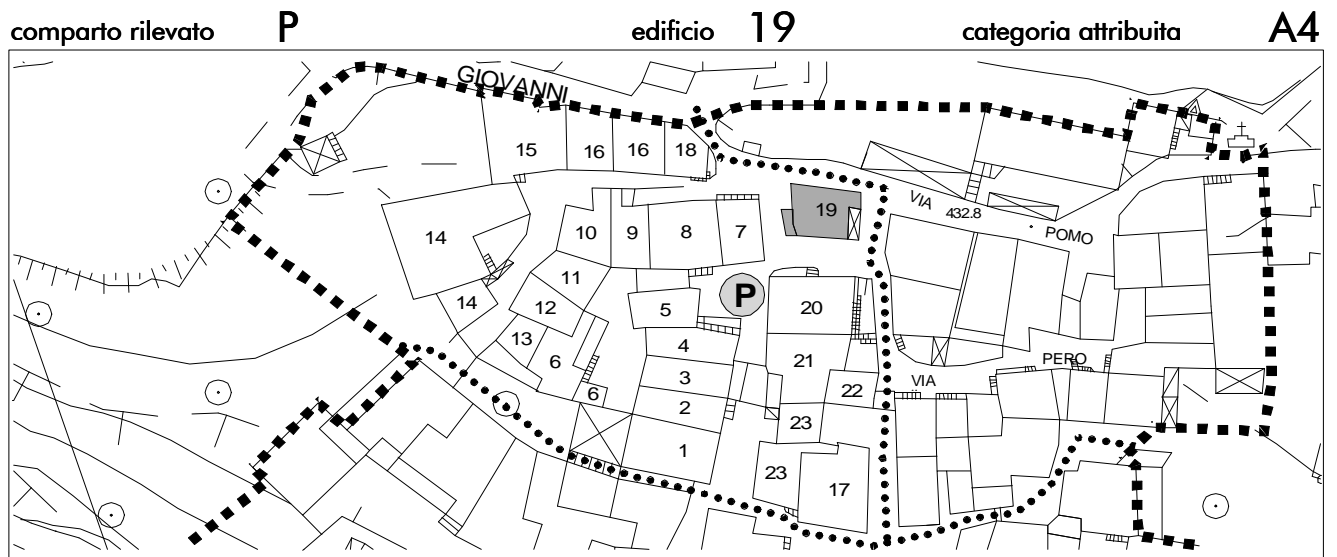 comparto rilevato P edificio 19 categoria attribuita A4
GIOVANNI
15 16 16 18
19
VIA 432.8 POMO
14 10 9 8 7
11
14 12 5 P 20
13 6 4 21
3 VIA PERO
6 2 22
23
1
23 17